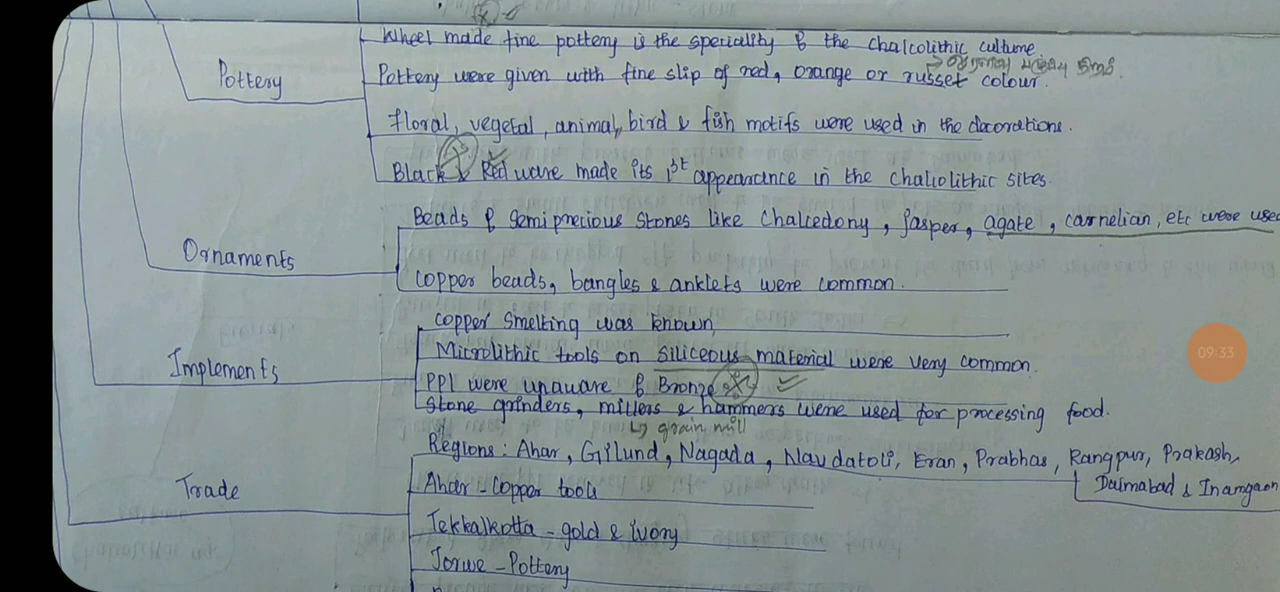 Wheel made fine pottery is the speciality of the chalcolithic culture.
Pottery
Pottery were given with fine slip of red, orange or russet colour.
Floral, vegetal, animal, bird & fish motifs were used in the decorations.
Black & Red ware made its 1st appearance in the chalcolithic sites.
Beads of semiprecious stones like chalcedony, jasper, agate, carnelian, etc were used
Ornaments
copper beads, bangles & anklets were common.
copper smelting was known,
Microlithic tools on siliceous material were very common.
09:33
Implements
PPl were unaware of Bronze
Stone grinders, millers & hammers were used for processing food.
↳ grain mill
Regions: Ahar, Gilund, Nagada, Navdatoli, Eran, Prabhas, Rangpur, Prakash,
Daimabad & Inamgaon
Trade
Ahar - Copper tools
Tekkalkotta - gold & ivory
Jorwe - Pottery